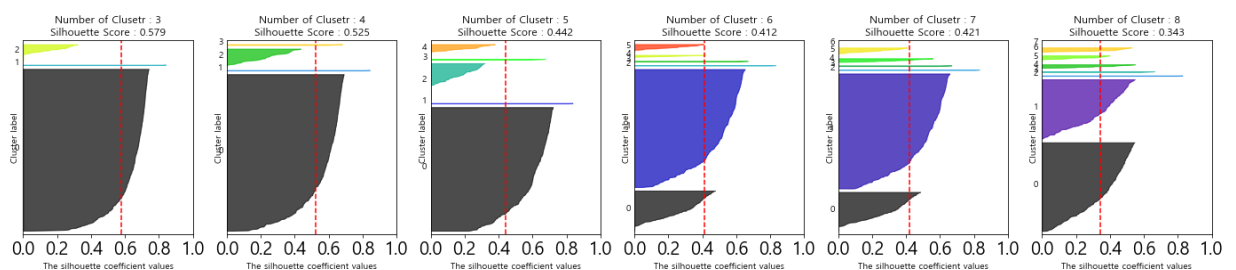 Number of Clusetr : 3
Silhouette Score : 0.579
Cluster label
2
1
0
0.0 0.2 0.4 0.6 0.8 1.0
The silhouette coefficient values
Number of Clusetr : 4
Silhouette Score : 0.525
Cluster label
3
2
1
0
0.0 0.2 0.4 0.6 0.8 1.0
The silhouette coefficient values
Number of Clusetr : 5
Silhouette Score : 0.442
Cluster label
4
3
2
1
0
0.0 0.2 0.4 0.6 0.8 1.0
The silhouette coefficient values
Number of Clusetr : 6
Silhouette Score : 0.412
Cluster label
5
2
0
0.0 0.2 0.4 0.6 0.8 1.0
The silhouette coefficient values
Number of Clusetr : 7
Silhouette Score : 0.421
Cluster label
6
5
4
2
1
0
0.0 0.2 0.4 0.6 0.8 1.0
The silhouette coefficient values
Number of Clusetr : 8
Silhouette Score : 0.343
Cluster label
7
6
5
4
2
1
0
0.0 0.2 0.4 0.6 0.8 1.0
The silhouette coefficient values